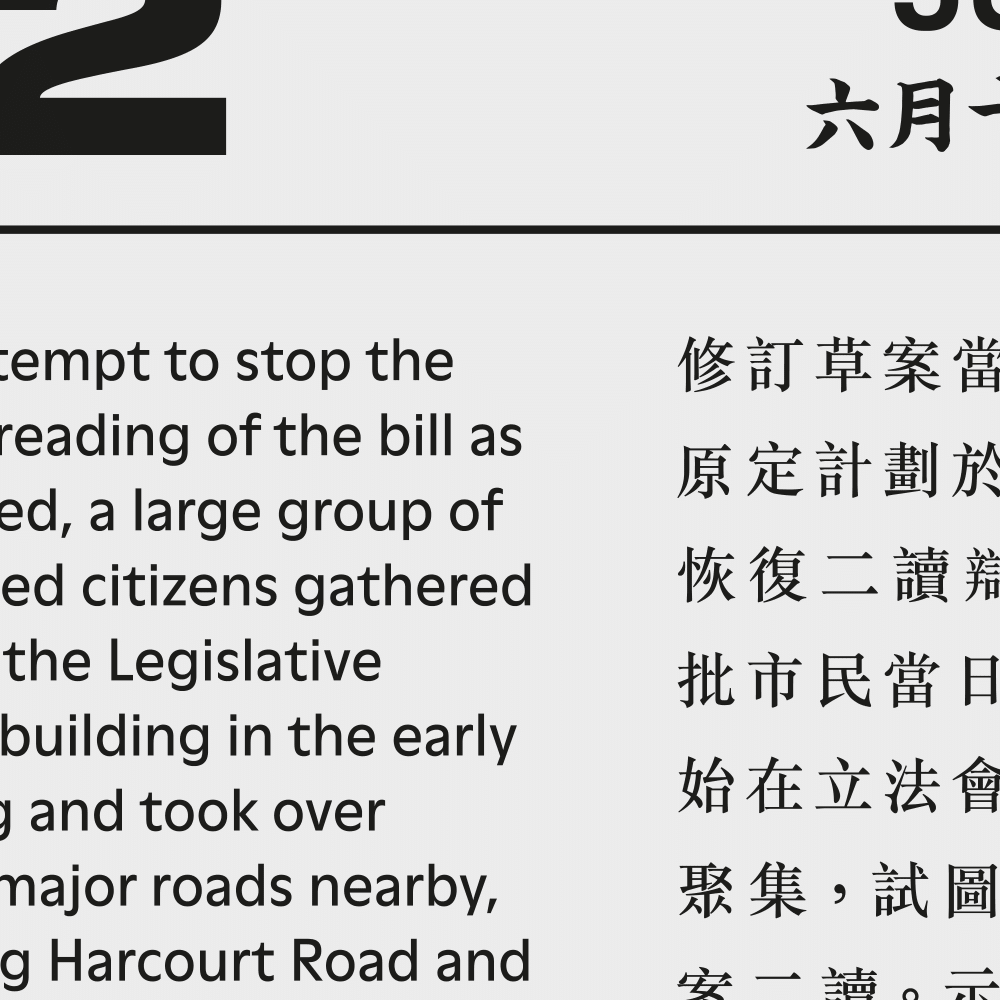 2
六月
tempt to stop the
reading of the bill as
ed, a large group of
ed citizens gathered
the Legislative
building in the early
g and took over
major roads nearby,
g Harcourt Road and
修訂草案當
原定計劃於
恢復二讀辯
批市民當日
始在立法會
聚集，試圖
案二讀。示